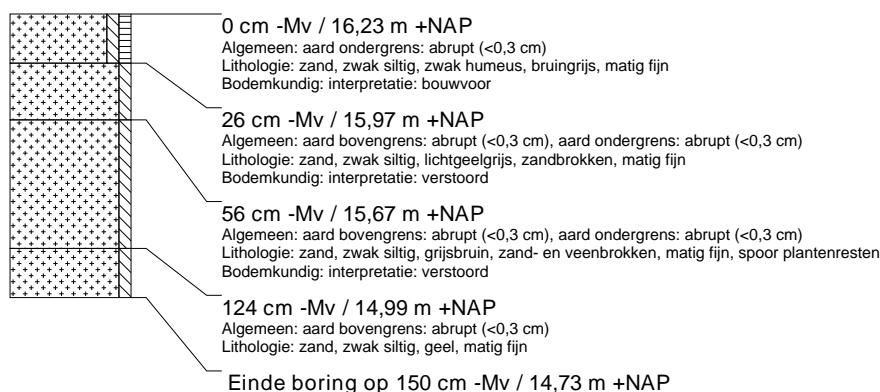 0 cm -Mv / 16,23 m +NAP
Algemeen: aard ondergrens: abrupt (<0,3 cm)
Lithologie: zand, zwak siltig, zwak humeus, bruingrijs, matig fijn
Bodemkundig: interpretatie: bouwvoor
26 cm -Mv / 15,97 m +NAP
Algemeen: aard bovengrens: abrupt (<0,3 cm), aard ondergrens: abrupt (<0,3 cm)
Lithologie: zand, zwak siltig, lichtgeelgrijs, zandbrokken, matig fijn
Bodemkundig: interpretatie: verstoord
56 cm -Mv / 15,67 m +NAP
Algemeen: aard bovengrens: abrupt (<0,3 cm), aard ondergrens: abrupt (<0,3 cm)
Lithologie: zand, zwak siltig, grijsbruin, zand- en veenbrokken, matig fijn, spoor plantenresten
Bodemkundig: interpretatie: verstoord
124 cm -Mv / 14,99 m +NAP
Algemeen: aard bovengrens: abrupt (<0,3 cm)
Lithologie: zand, zwak siltig, geel, matig fijn
Einde boring op 150 cm -Mv / 14,73 m +NAP